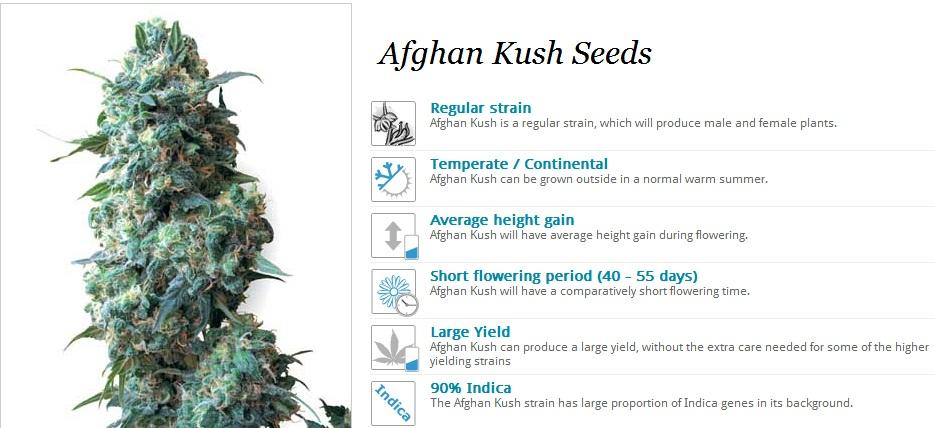 Afghan Kush Seeds
Regular strain
Afghan Kush is a regular strain, which will produce male and female plants.
Temperate / Continental
Afghan Kush can be grown outside in a normal warm summer.
Average height gain
Afghan Kush will have average height gain during flowering.
Short flowering period (40 – 55 days)
Afghan Kush will have a comparatively short flowering time.
Large Yield
Afghan Kush can produce a large yield, without the extra care needed for some of the higher
yielding strains
Indica
90% Indica
The Afghan Kush strain has large proportion of Indica genes in its background.